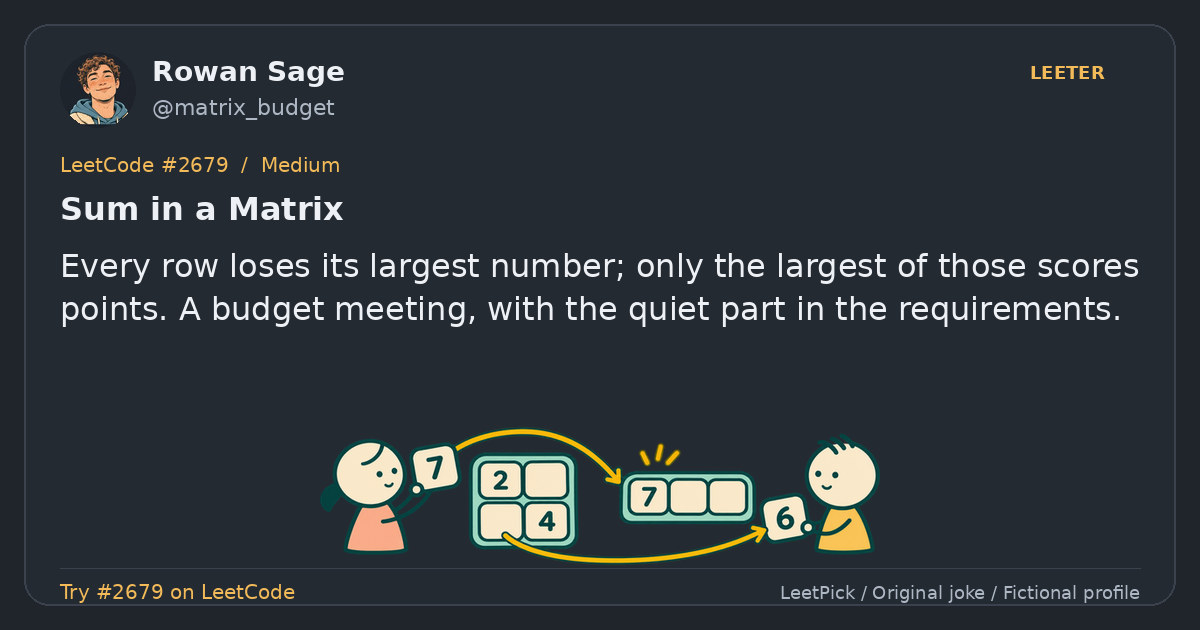 Rowan Sage
@matrix_budget
LEETER
LeetCode #2679 / Medium
Sum in a Matrix
Every row loses its largest number; only the largest of those scores
points. A budget meeting, with the quiet part in the requirements.
7
2
4
7
6
Try #2679 on LeetCode
LeetPick / Original joke / Fictional profile